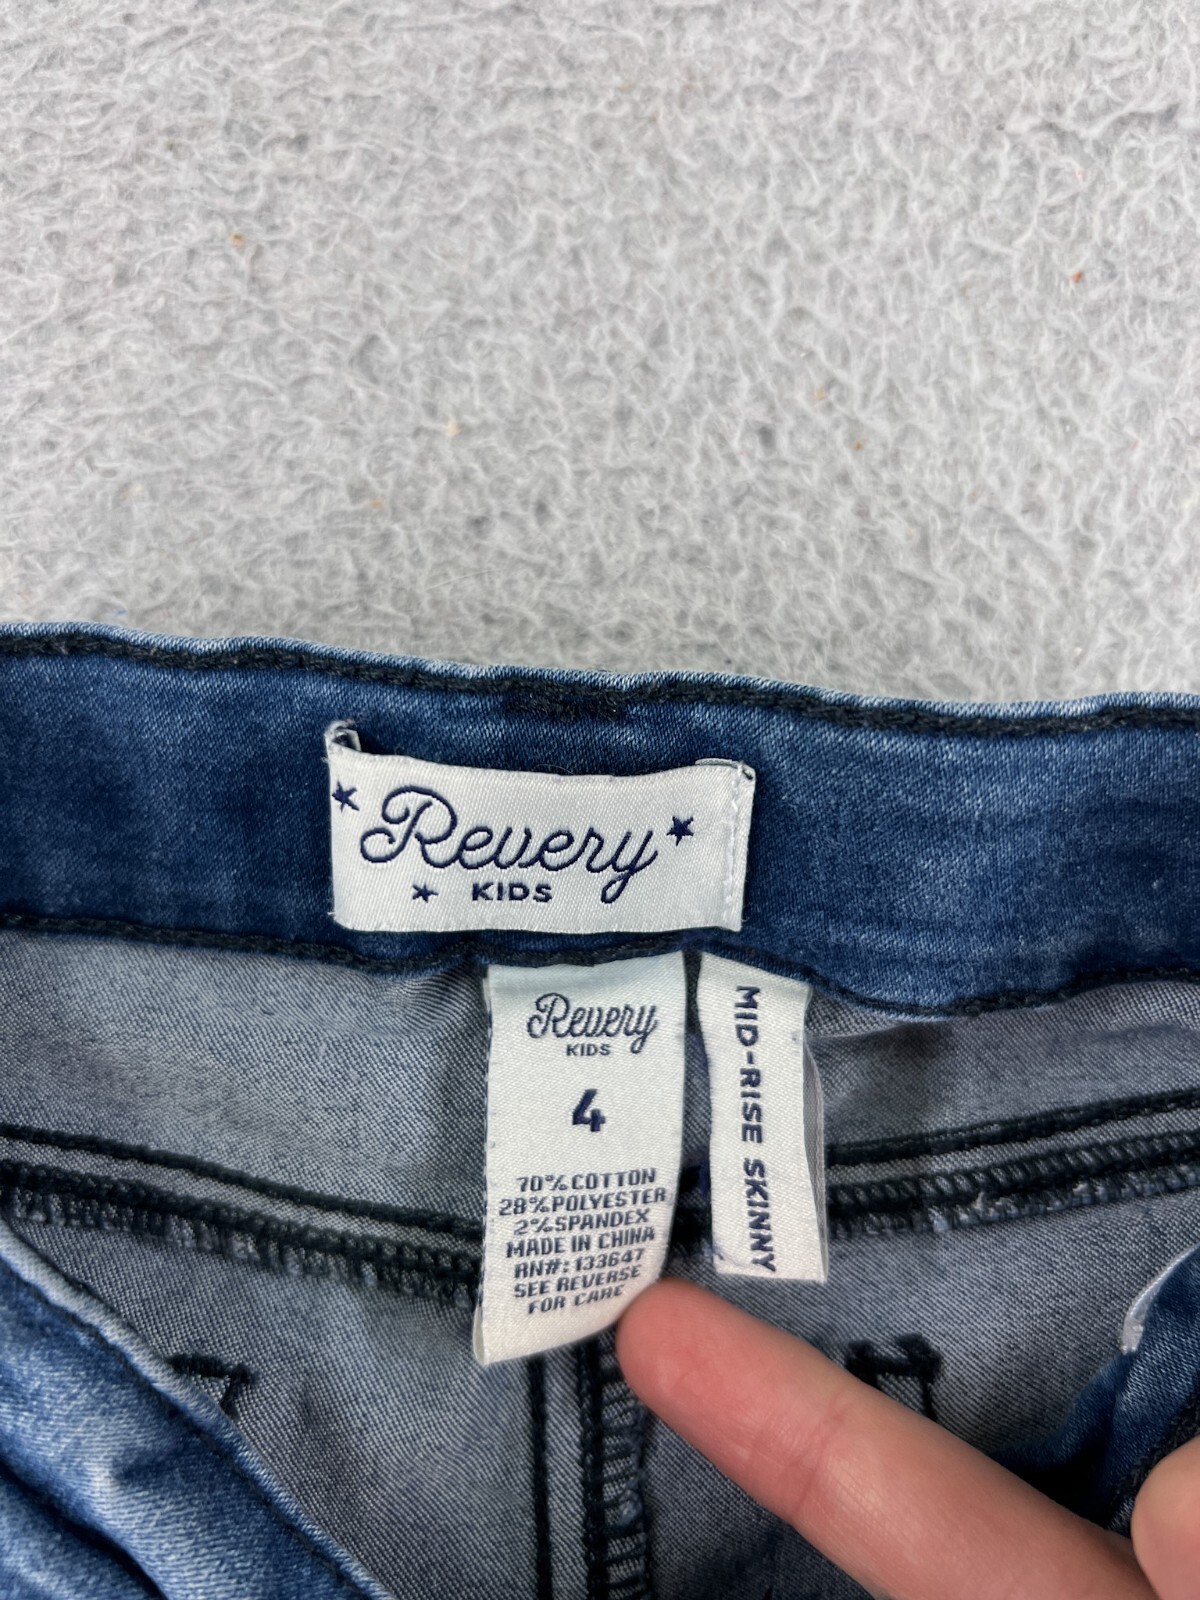 Revery
KIDS
Revery
KIDS
4
70% COTTON
28% POLYESTER
2% SPANDEX
MADE IN CHINA
RN#: 133647
SEE REVERSE
FOR CARE
MID-RISE SKINNY